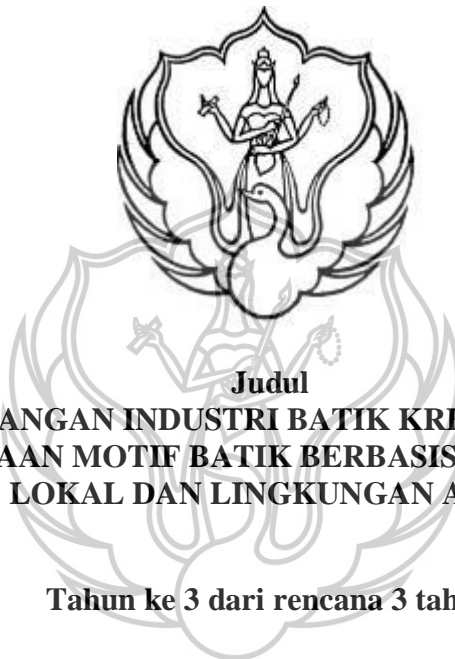 Judul
ANGAN INDUSTRI BATIK KR
AAN MOTIF BATIK BERBASIS
LOKAL DAN LINGKUNGAN A
Tahun ke 3 dari rencana 3 tah